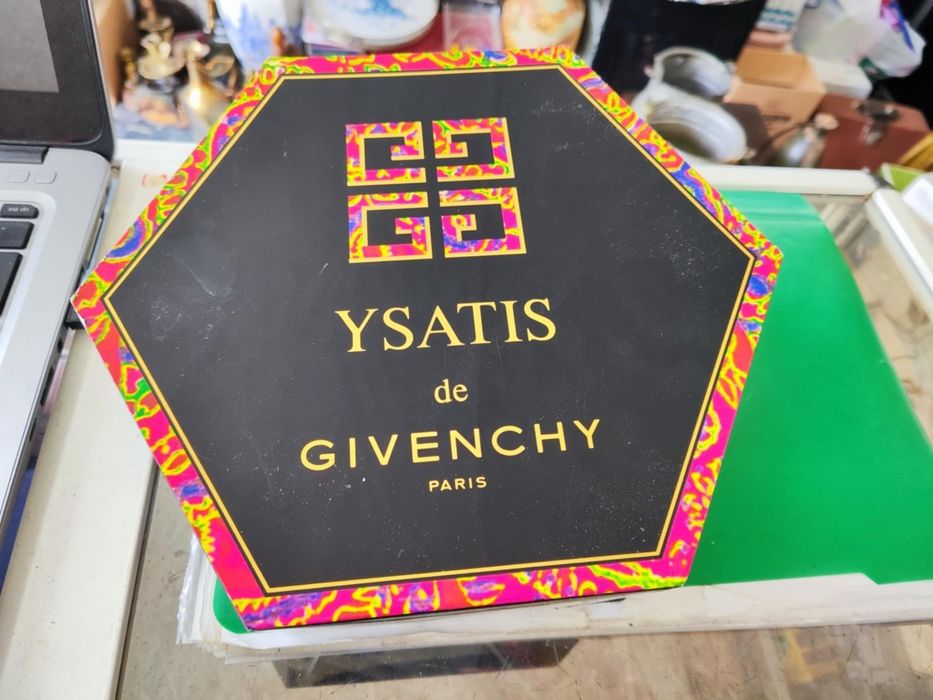 YSATIS
de
GIVENCHY
PARIS